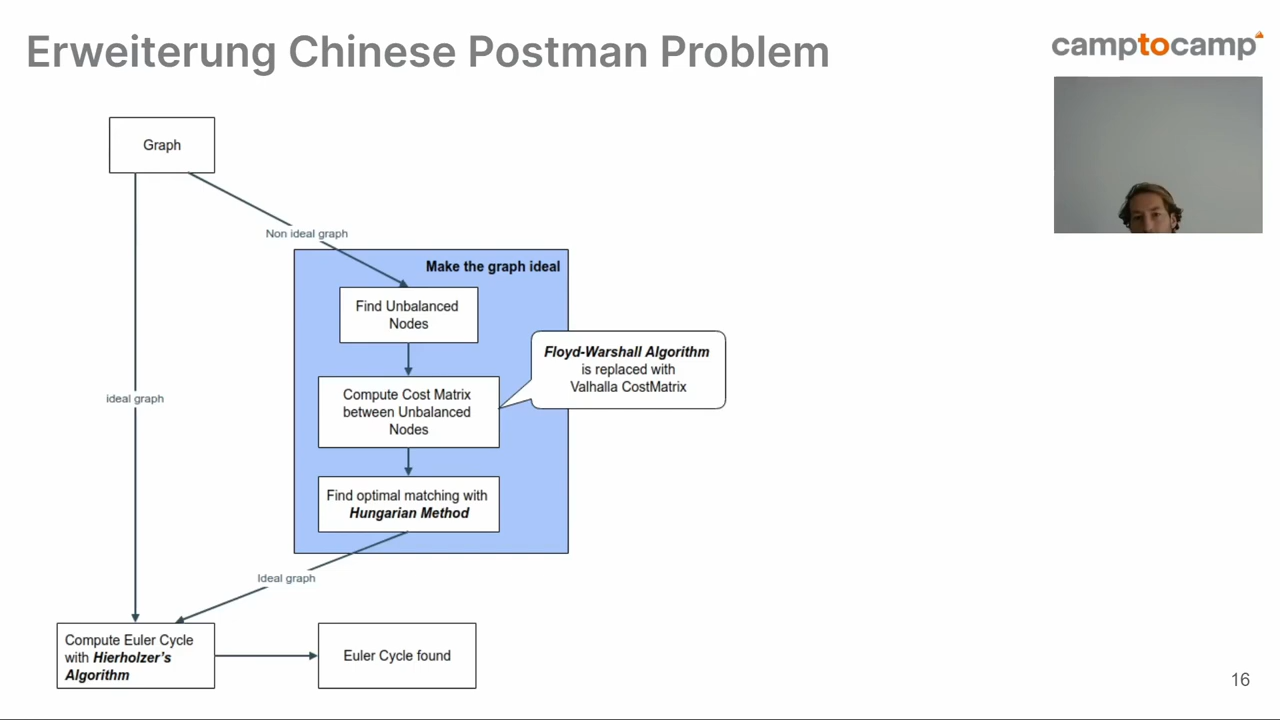 Erweiterung Chinese Postman Problem
camptocamp
Graph
Non ideal graph
Make the graph ideal
Find Unbalanced
Nodes
Floyd-Warshall Algorithm
is replaced with
Valhalla CostMatrix
Compute Cost Matrix
between Unbalanced
Nodes
ideal graph
Find optimal matching with
Hungarian Method
Ideal graph
Compute Euler Cycle
with Hierholzer's
Algorithm
Euler Cycle found
16